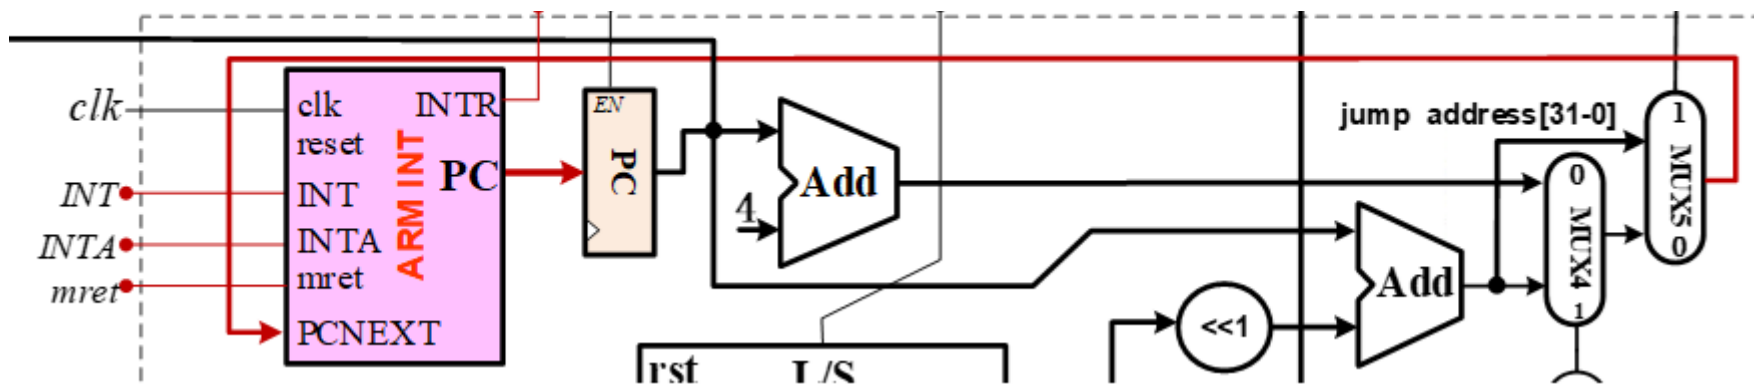 clk
INT
INTA
mret
clk
reset
INT
INTA
mret
PCNEXT
INTR
PC
ARM INT
EN
PC
4
Add
rst
L/S
<<1
Add
jump address[31-0]
0
MUX4
1
1
MUX5
0